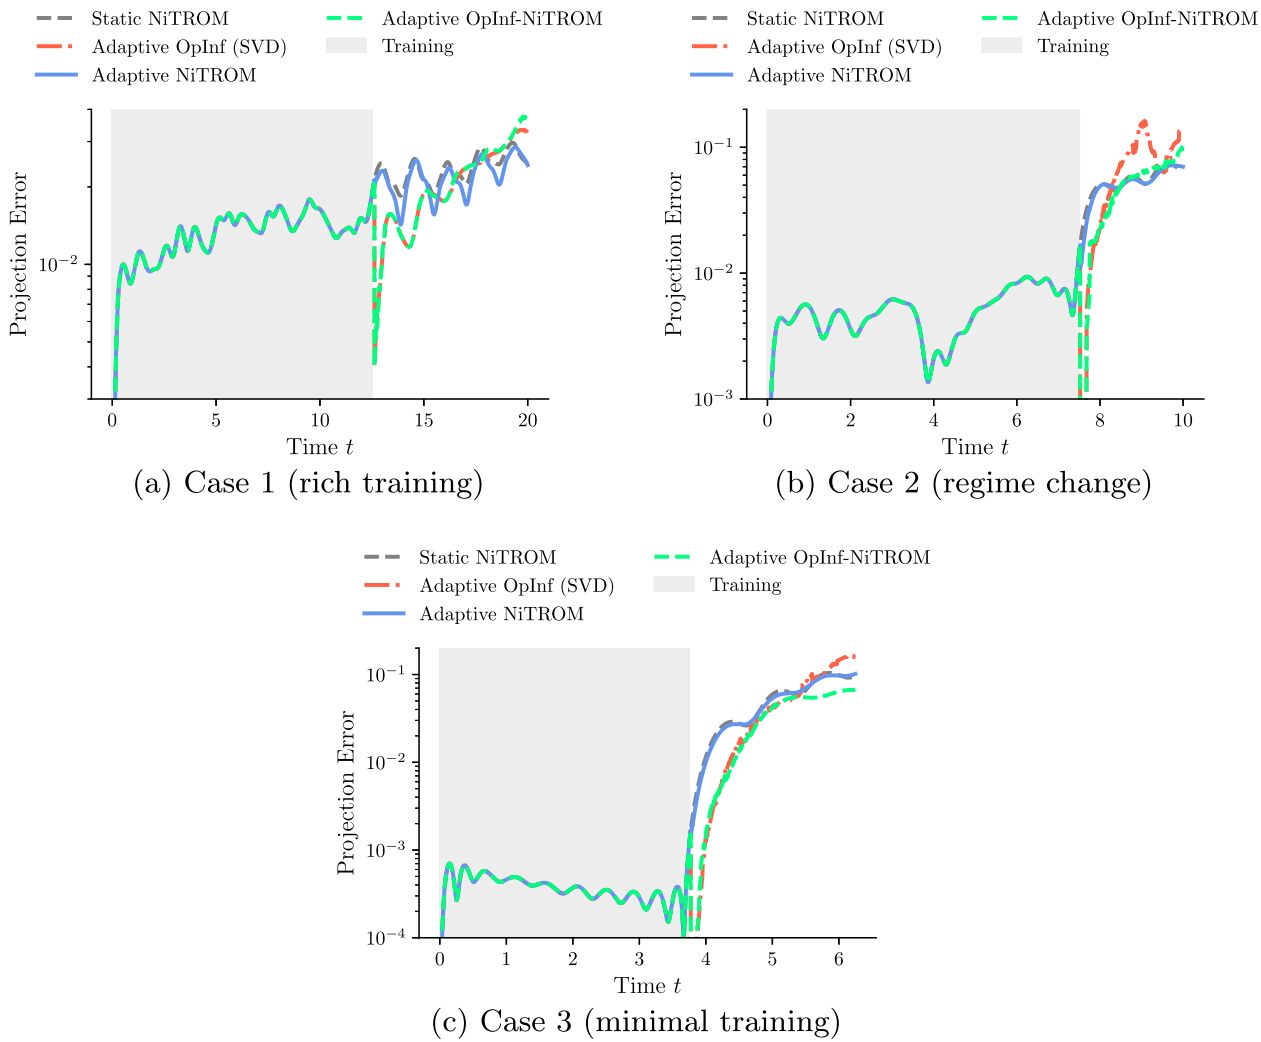 Static NiTROM
Adaptive OpInf (SVD)
Adaptive NiTROM
Adaptive OpInf-NiTROM
Training
Projection Error
10⁻²
0 5 10 15 20
Time t
(a) Case 1 (rich training)
Static NiTROM
Adaptive OpInf (SVD)
Adaptive NiTROM
Adaptive OpInf-NiTROM
Training
Projection Error
10⁻¹
10⁻²
10⁻³
0 2 4 6 8 10
Time t
(b) Case 2 (regime change)
Static NiTROM
Adaptive OpInf (SVD)
Adaptive NiTROM
Adaptive OpInf-NiTROM
Training
Projection Error
10⁻¹
10⁻²
10⁻³
10⁻⁴
0 1 2 3 4 5 6
Time t
(c) Case 3 (minimal training)